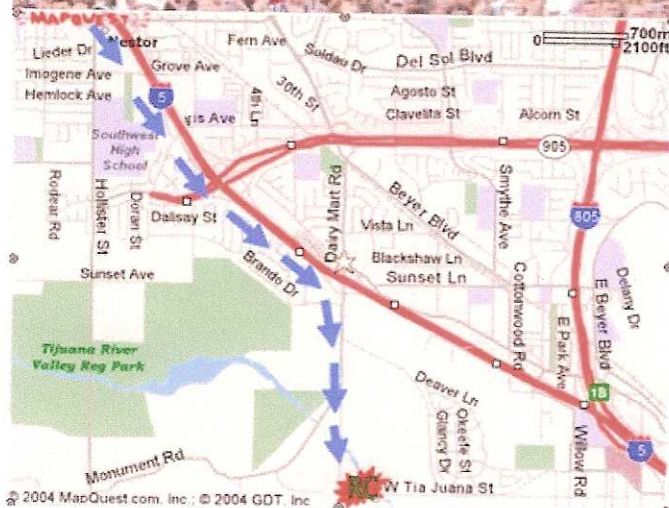 MAPQUEST
Nestor
Lieder Dr
Fern Ave
Soldau Dr
Del Sol Blvd
0 700m
2100ft
Imogene Ave
Grove Ave
Hemlock Ave
5
4th Ln
30th St
Agosto St
Clavelita St
Alcorn St
905
Southwest
High
School
Rodear Rd
Hollister St
Doran St
Dalisay St
Dairy Mart Rd
Beyer Blvd
Smythe Ave
805
Vista Ln
Blackshaw Ln
Sunset Ave
Brando Dr
Sunset Ln
Cottonwood Rd
E Park Ave
E Beyer Blvd
Delany Dr
Tijuana River
Valley Reg Park
Deaver Ln
Okeefe St
Glancy Dr
1B
Willow Rd
5
Monument Rd
RC
W Tia Juana St
© 2004 MapQuest.com, Inc.; © 2004 GDT, Inc